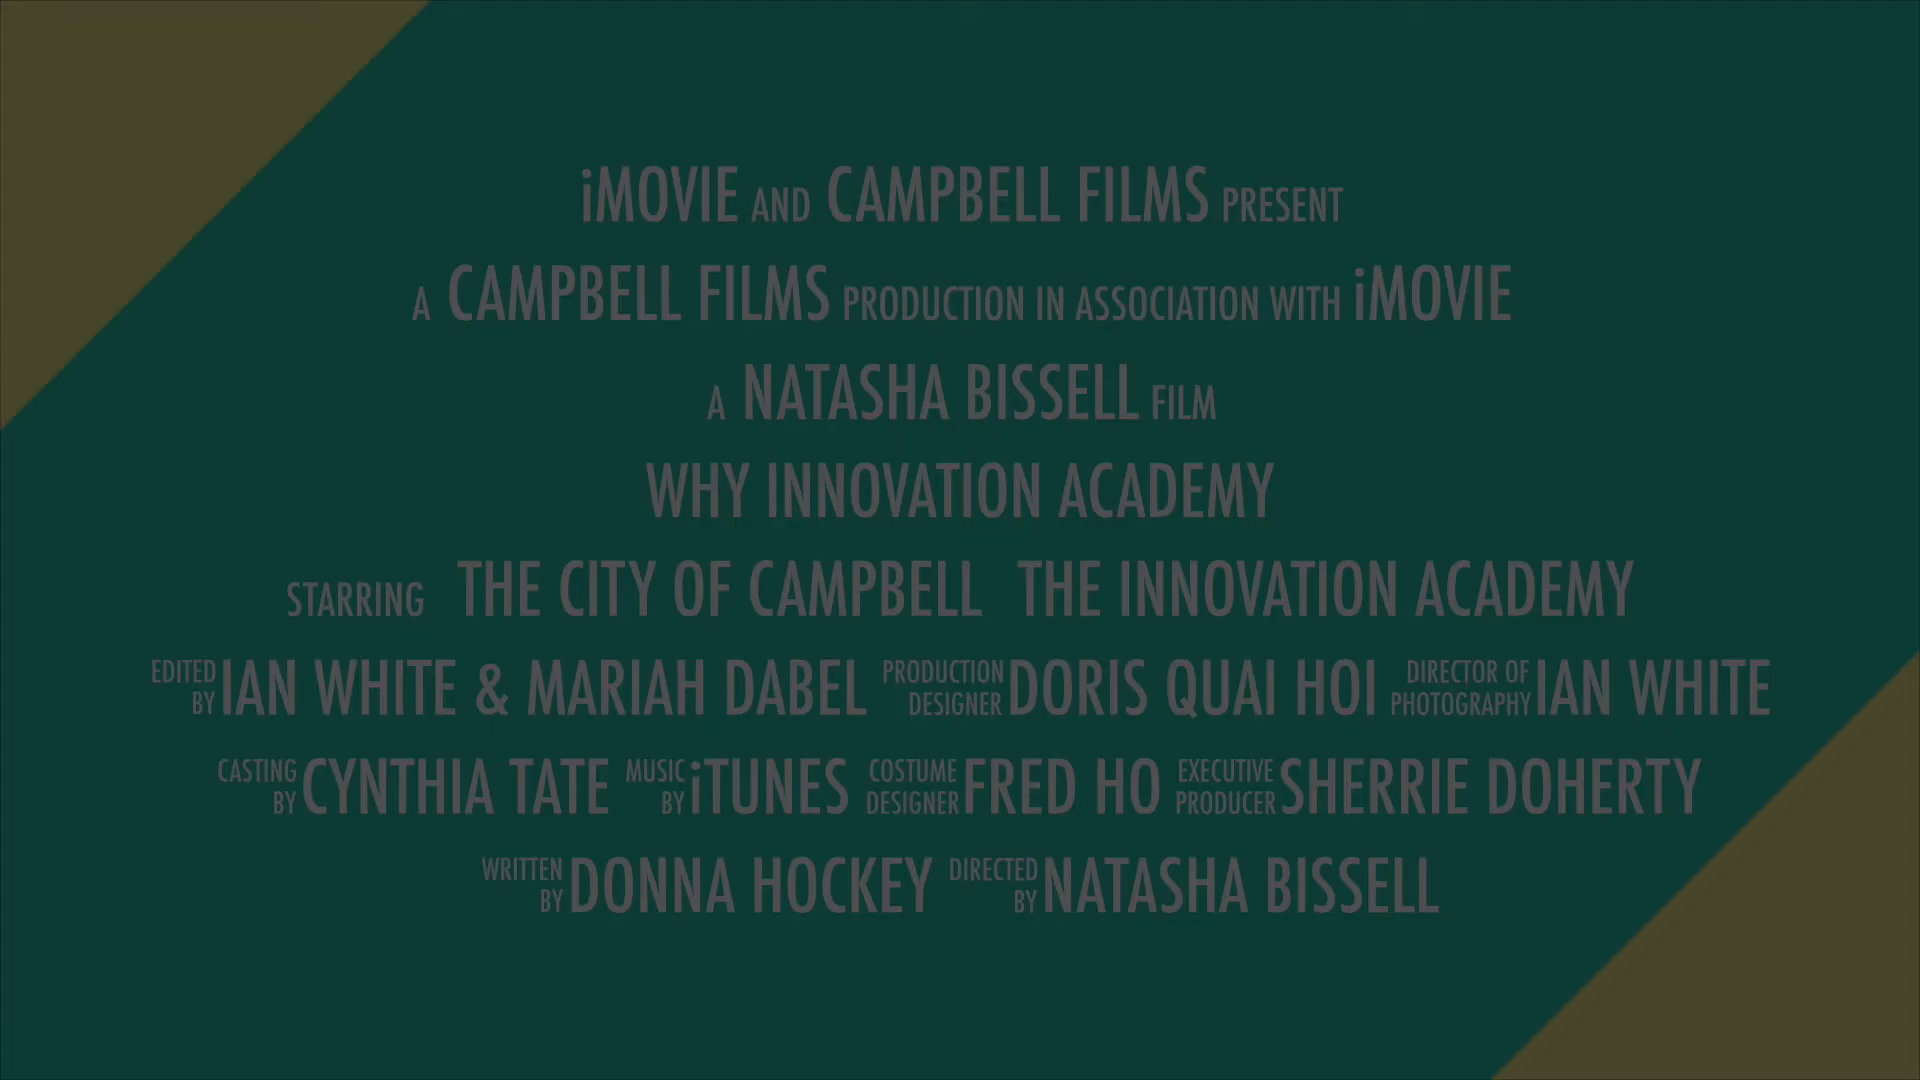 iMOVIE AND CAMPBELL FILMS PRESENT
A CAMPBELL FILMS PRODUCTION IN ASSOCIATION WITH iMOVIE
A NATASHA BISSELL FILM
WHY INNOVATION ACADEMY
STARRING THE CITY OF CAMPBELL THE INNOVATION ACADEMY
EDITED BY IAN WHITE & MARIAH DABEL PRODUCTION DESIGNER DORIS QUAI HOI DIRECTOR OF PHOTOGRAPHY IAN WHITE
CASTING BY CYNTHIA TATE MUSIC BY iTUNES COSTUME DESIGNER FRED HO EXECUTIVE PRODUCER SHERRIE DOHERTY
WRITTEN BY DONNA HOCKEY DIRECTED BY NATASHA BISSELL